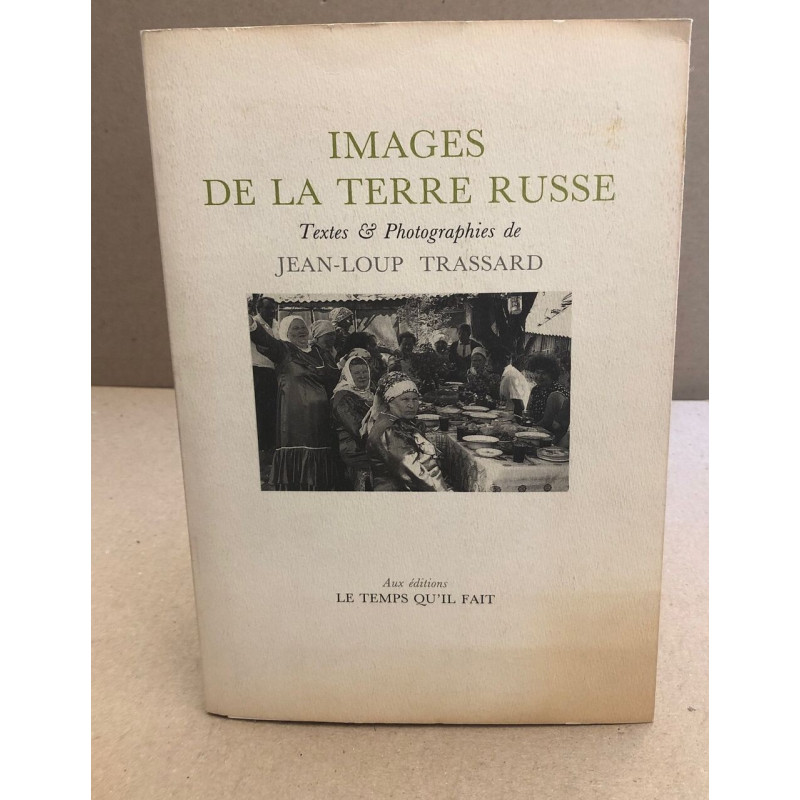 IMAGES
DE LA TERRE RUSSE
Textes & Photographies de
JEAN-LOUP TRASSARD
Aux éditions
LE TEMPS QU'IL FAIT